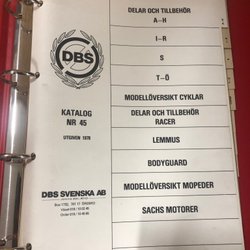 DBS
KATALOG
NR 45
UTGIVEN 1978
DBS SVENSKA AB
DELAR OCH TILLBEHÖR
A–H
I–R
S
T–Ö
MODELLÖVERSIKT CYKLAR
DELAR OCH TILLBEHÖR
RACER
LEMMUS
BODYGUARD
MODELLÖVERSIKT MOPEDER
SACHS MOTORER